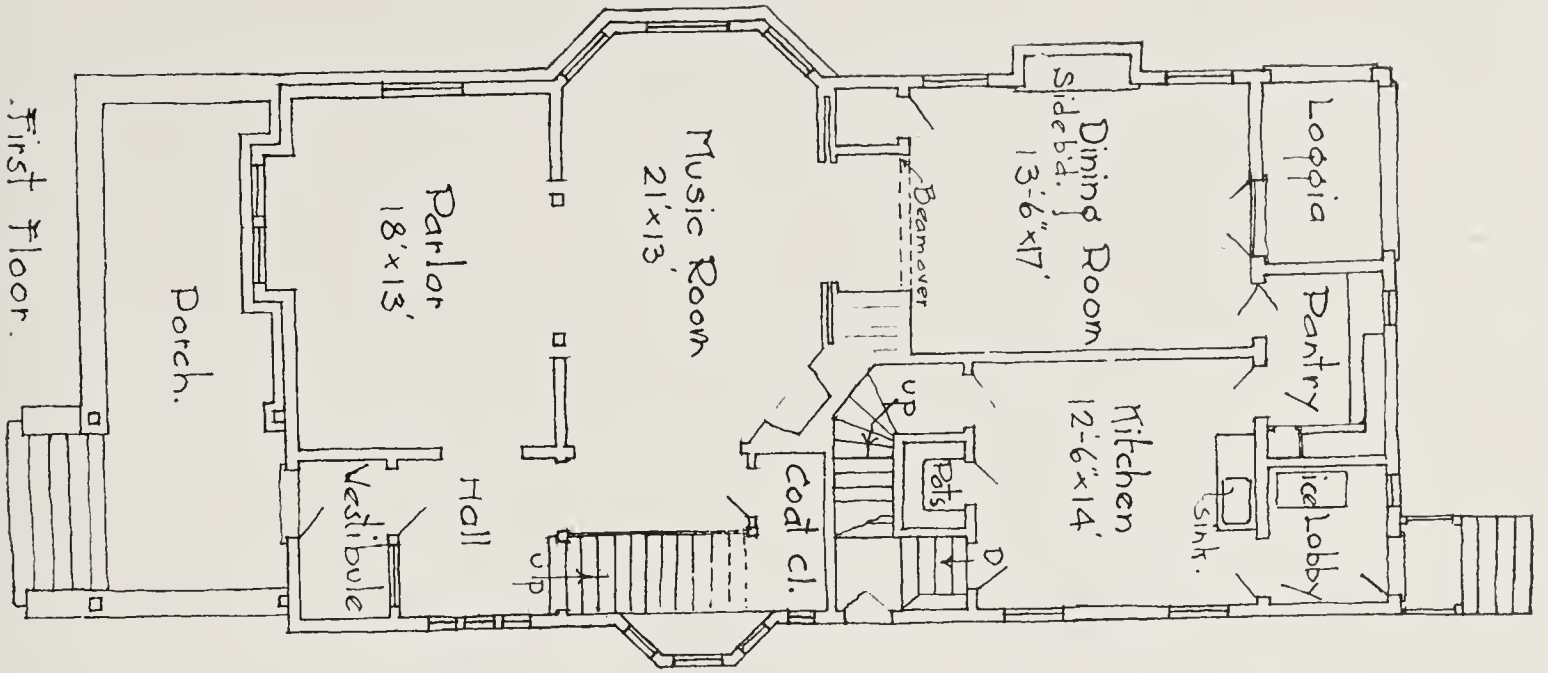 First Floor.
Porch.
Parlor
18'x13'
Music Room
21'x13'
Beam over
Sideb'd.
Dining Room
13'-6"x17'
Loggia
Pantry
Kitchen
12'-6"x14'
Sink.
ice
Lobby
Pots
UP
D
Coat cl.
Hall
UP
Vestibule